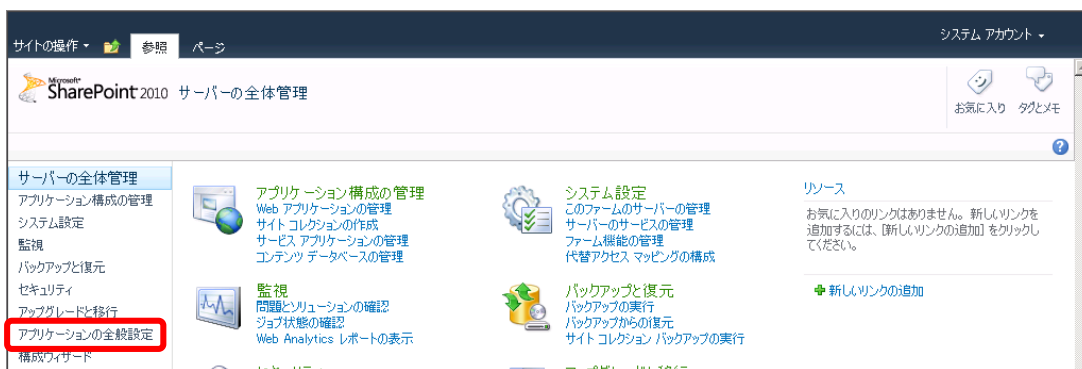 システム アカウント
サイトの操作 参照 ページ
Microsoft
SharePoint 2010 サーバーの全体管理
お気に入り タグとメモ
サーバーの全体管理
アプリケーション構成の管理
システム設定
監視
バックアップと復元
セキュリティ
アップグレードと移行
アプリケーションの全般設定
構成ウィザード
アプリケーション構成の管理
Web アプリケーションの管理
サイト コレクションの作成
サービス アプリケーションの管理
コンテンツ データベースの管理
監視
問題とソリューションの確認
ジョブ状態の確認
Web Analytics レポートの表示
システム設定
このファームのサーバーの管理
サーバーのサービスの管理
ファーム機能の管理
代替アクセス マッピングの構成
バックアップと復元
バックアップの実行
バックアップからの復元
サイト コレクション バックアップの実行
リソース
お気に入りのリンクはありません。新しいリンクを
追加するには、[新しいリンクの追加] をクリックし
てください。
新しいリンクの追加